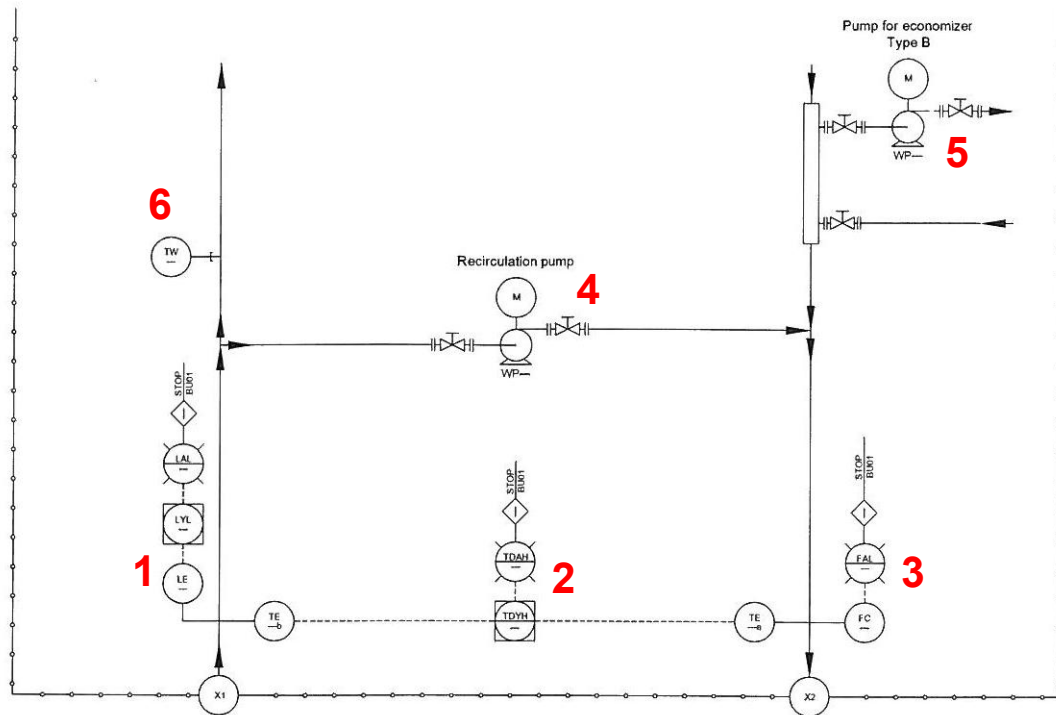 Pump for economizer
Type B
M
5
WP—
6
TW
—
Recirculation pump
M
4
WP—
STOP
BU01
LAL
—
LYL
—
1
LE
—
STOP
BU01
TDAH
—
2
TDYH
—
STOP
BU01
FAL
—
3
FC
—
TE
—b
TE
—a
X1
X2